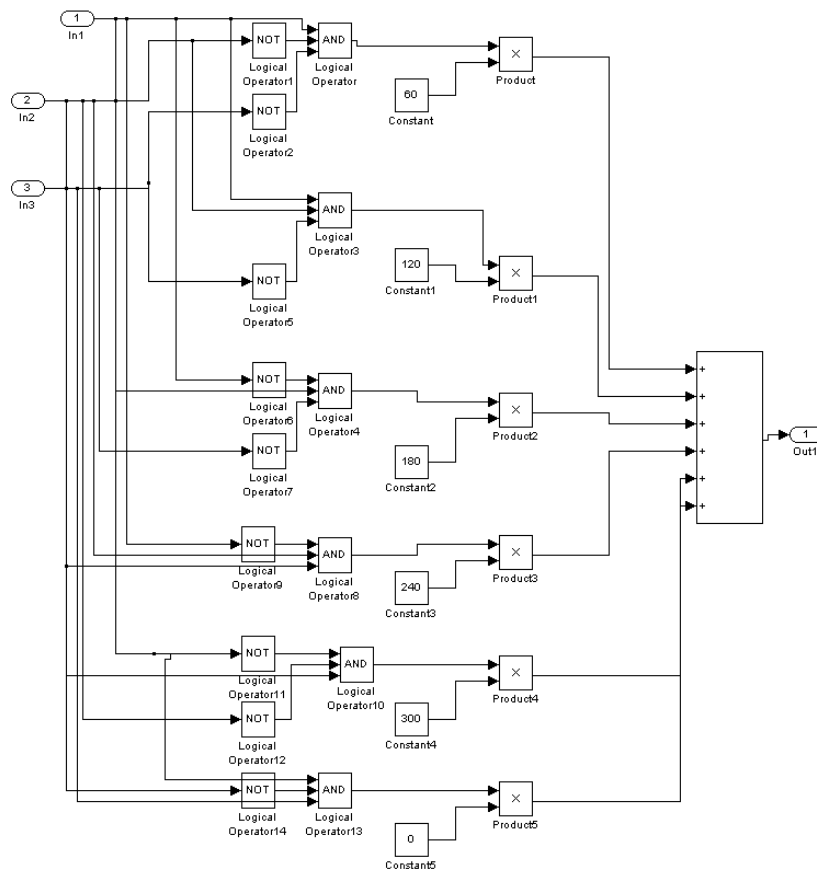 1
In1
NOT
Logical
Operator1
AND
Logical
Operator
×
Product
60
Constant
2
In2
NOT
Logical
Operator2
3
In3
AND
Logical
Operator3
120
Constant1
×
Product1
NOT
Logical
Operator5
NOT
Logical
Operator6
AND
Logical
Operator4
×
Product2
180
Constant2
NOT
Logical
Operator7
+
+
+
+
+
+
1
Out1
NOT
Logical
Operator9
AND
Logical
Operator8
×
Product3
240
Constant3
NOT
Logical
Operator11
AND
Logical
Operator10
×
Product4
300
Constant4
NOT
Logical
Operator12
NOT
Logical
Operator14
AND
Logical
Operator13
×
Product5
0
Constant5